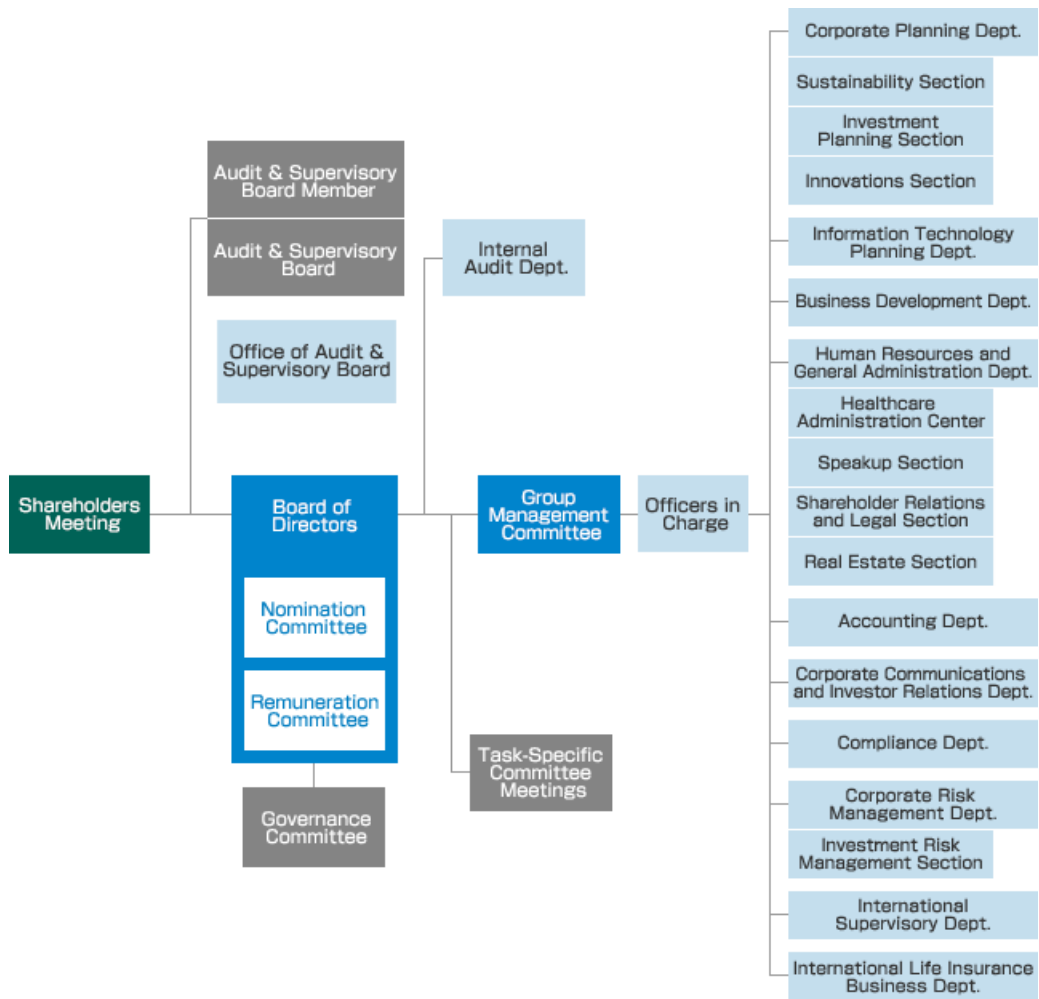 Shareholders
Meeting
Audit & Supervisory
Board Member
Audit & Supervisory
Board
Office of Audit &
Supervisory Board
Board of
Directors
Nomination
Committee
Remuneration
Committee
Governance
Committee
Internal
Audit Dept.
Group
Management
Committee
Task-Specific
Committee
Meetings
Officers in
Charge
Corporate Planning Dept.
Sustainability Section
Investment
Planning Section
Innovations Section
Information Technology
Planning Dept.
Business Development Dept.
Human Resources and
General Administration Dept.
Healthcare
Administration Center
Speakup Section
Shareholder Relations
and Legal Section
Real Estate Section
Accounting Dept.
Corporate Communications
and Investor Relations Dept.
Compliance Dept.
Corporate Risk
Management Dept.
Investment Risk
Management Section
International
Supervisory Dept.
International Life Insurance
Business Dept.